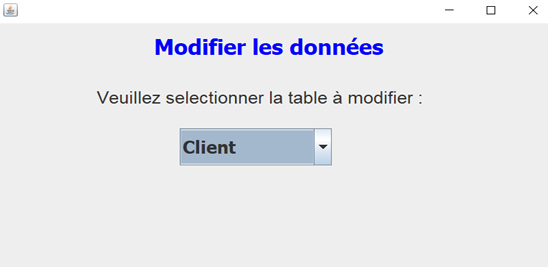 Modifier les données
Veuillez selectionner la table à modifier :
Client